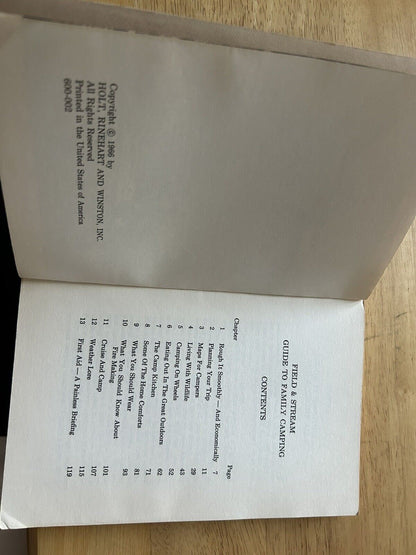 Copyright © 1966 by
HOLT, RINEHART AND WINSTON, INC.
All Rights Reserved
Printed in the United States of America
600-002
FIELD & STREAM
GUIDE TO FAMILY CAMPING
CONTENTS
Chapter Page
1 Rough It Smoothly — And Economically 7
2 Planning Your Trip 11
3 Maps For Campers 29
4 Living With Wildlife 43
5 Camping On Wheels 52
6 Eating Out In The Great Outdoors 62
7 The Camp Kitchen 71
8 Some Of The Home Comforts 81
9 What You Should Wear 93
10 What You Should Know About
Fire Making 101
11 Cruise And Camp 107
12 Weather Lore 115
13 First Aid — A Painless Briefing 119